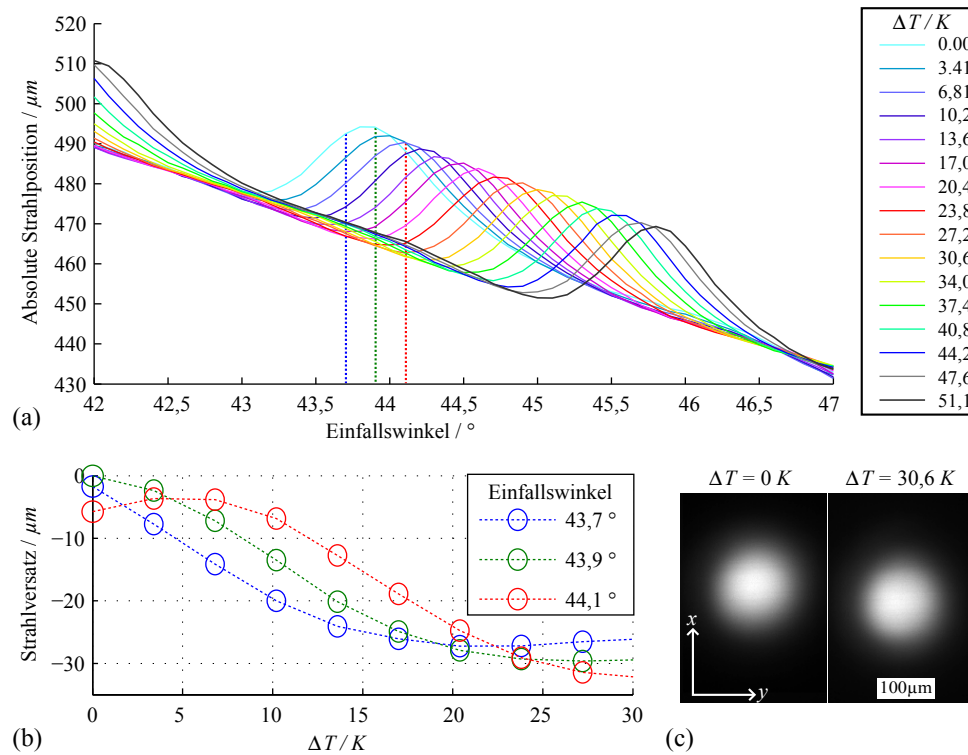 520
510
500
490
480
470
460
450
440
430
Absolute Strahlposition / µm
42 42,5 43 43,5 44 44,5 45 45,5 46 46,5 47
(a) Einfallswinkel / °
ΔT / K
0.00
3.41
6,81
10,2
13,6
17,0
20,4
23,8
27,2
30,6
34,0
37,4
40,8
44,2
47,6
51,1
0
−10
−20
−30
Strahlversatz / µm
Einfallswinkel
43,7 °
43,9 °
44,1 °
0 5 10 15 20 25 30
(b) ΔT / K
ΔT = 0 K ΔT = 30,6 K
x
y
100µm
(c)